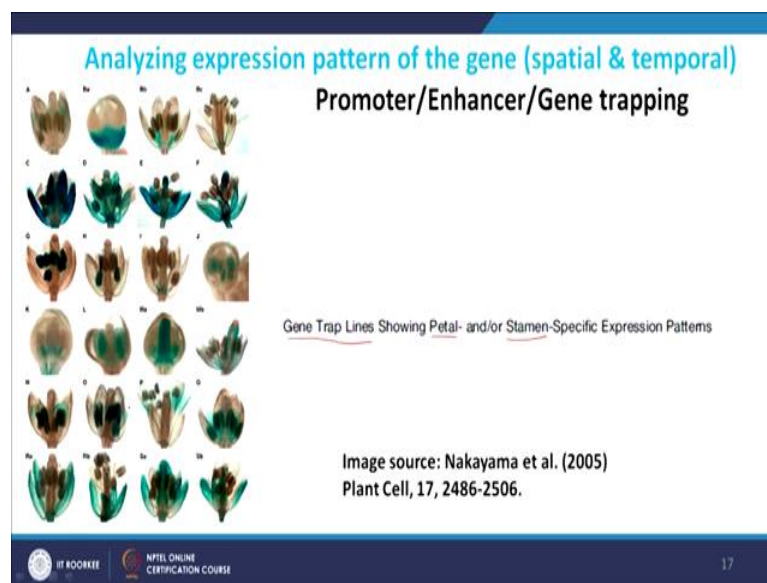 Analyzing expression pattern of the gene (spatial & temporal)
Promoter/Enhancer/Gene trapping
A
C D E F
G H I J
K L
Gene Trap Lines Showing Petal- and/or Stamen-Specific Expression Patterns
Image source: Nakayama et al. (2005)
Plant Cell, 17, 2486-2506.
IIT ROORKEE
NPTEL ONLINE
CERTIFICATION COURSE
17